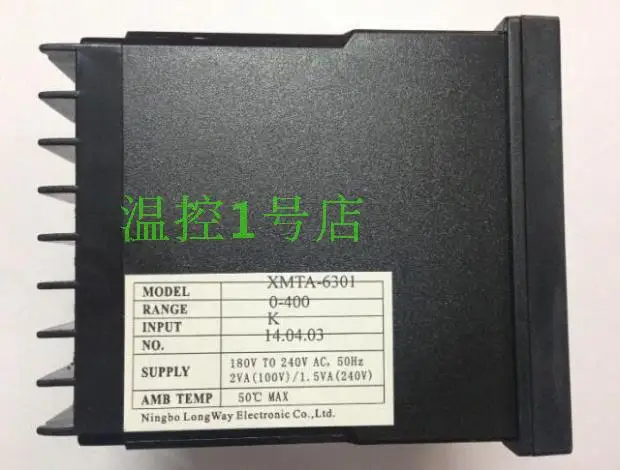 温控1号店
MODEL XMTA-6301
RANGE 0-400
INPUT K
NO. 14.04.03
SUPPLY 180V TO 240V AC, 50Hz
2VA(100V)/1.5VA(240V)
AMB TEMP 50℃ MAX
Ningbo LongWay Electronic Co.,Ltd.